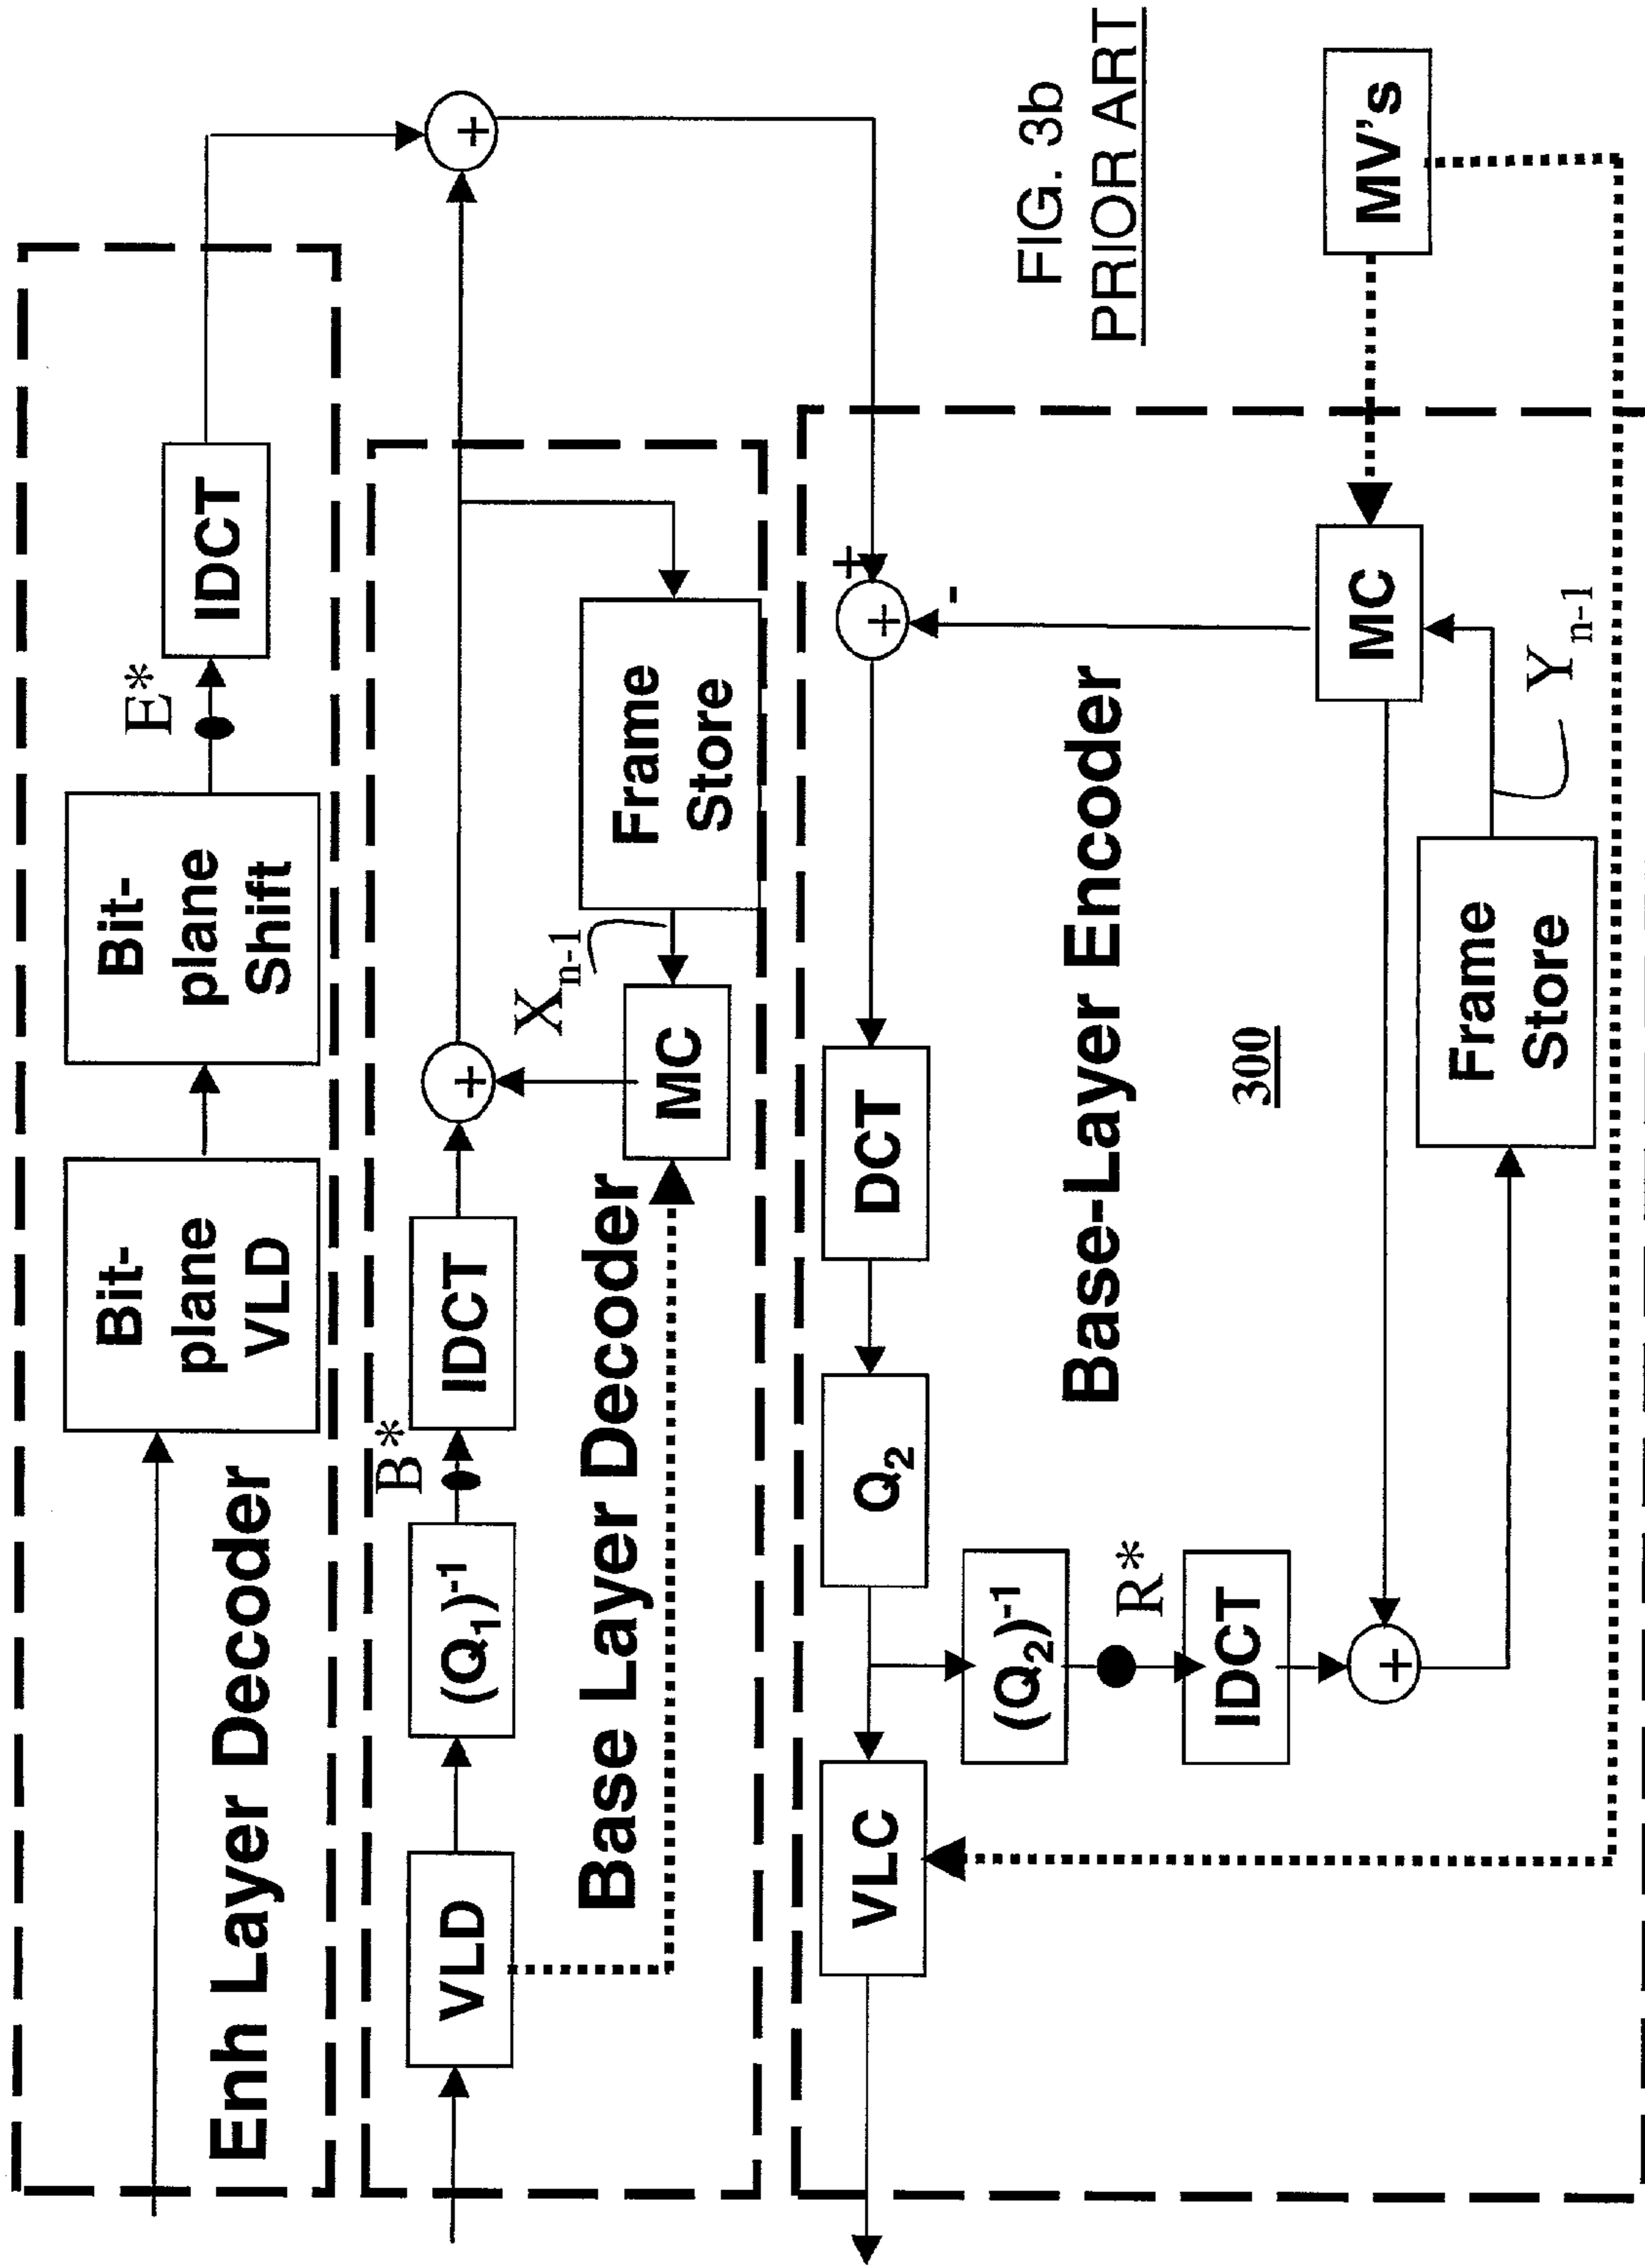 Enh Layer Decoder
Bit-
plane
VLD
Bit-
plane
Shift
E*
IDCT
+
Base Layer Decoder
VLD
(Q1)-1
B*
IDCT
+
MC
Xn-1
Frame
Store
Base-Layer Encoder
300
+
-
+
DCT
Q2
VLC
(Q2)-1
R*
IDCT
+
Frame
Store
Yn-1
MC
MV's
FIG. 3b
PRIOR ART